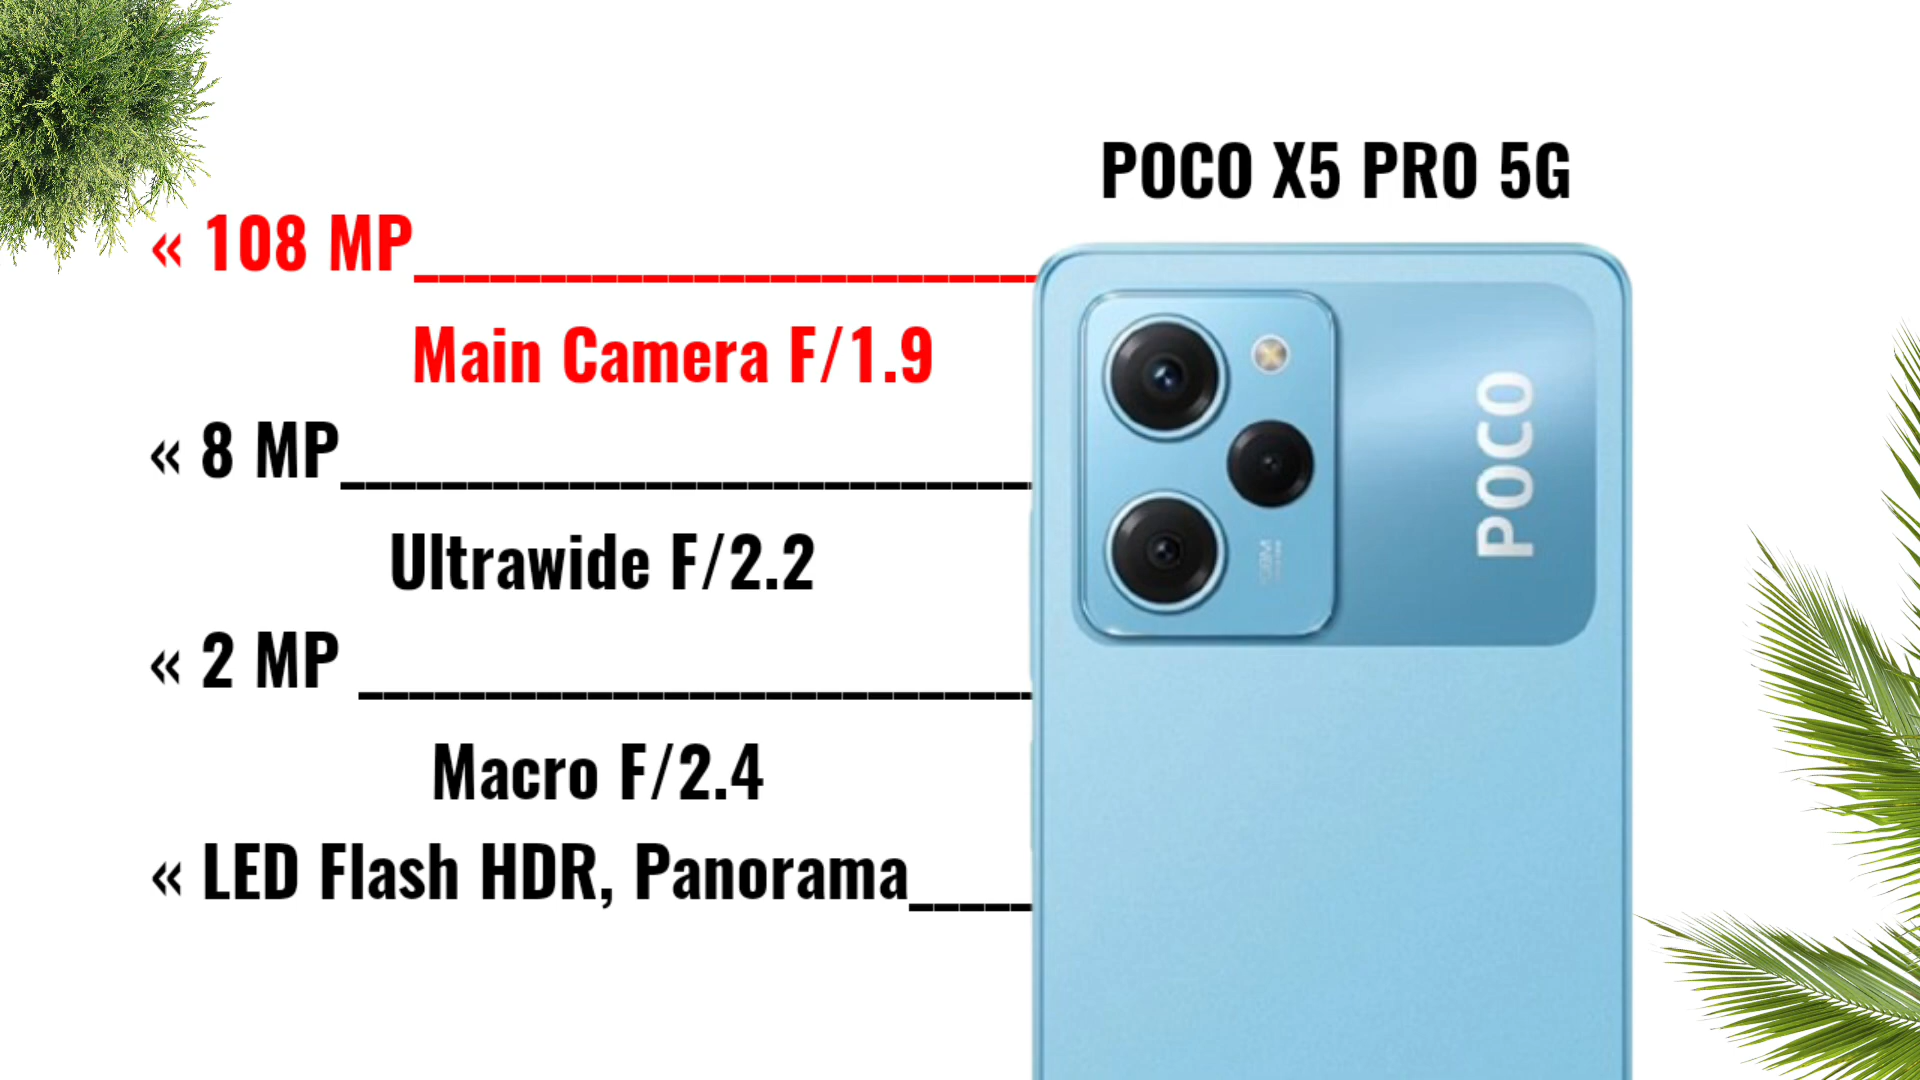 POCO X5 PRO 5G
« 108 MP
Main Camera F/1.9
« 8 MP
Ultrawide F/2.2
« 2 MP
Macro F/2.4
« LED Flash HDR, Panorama
POCO